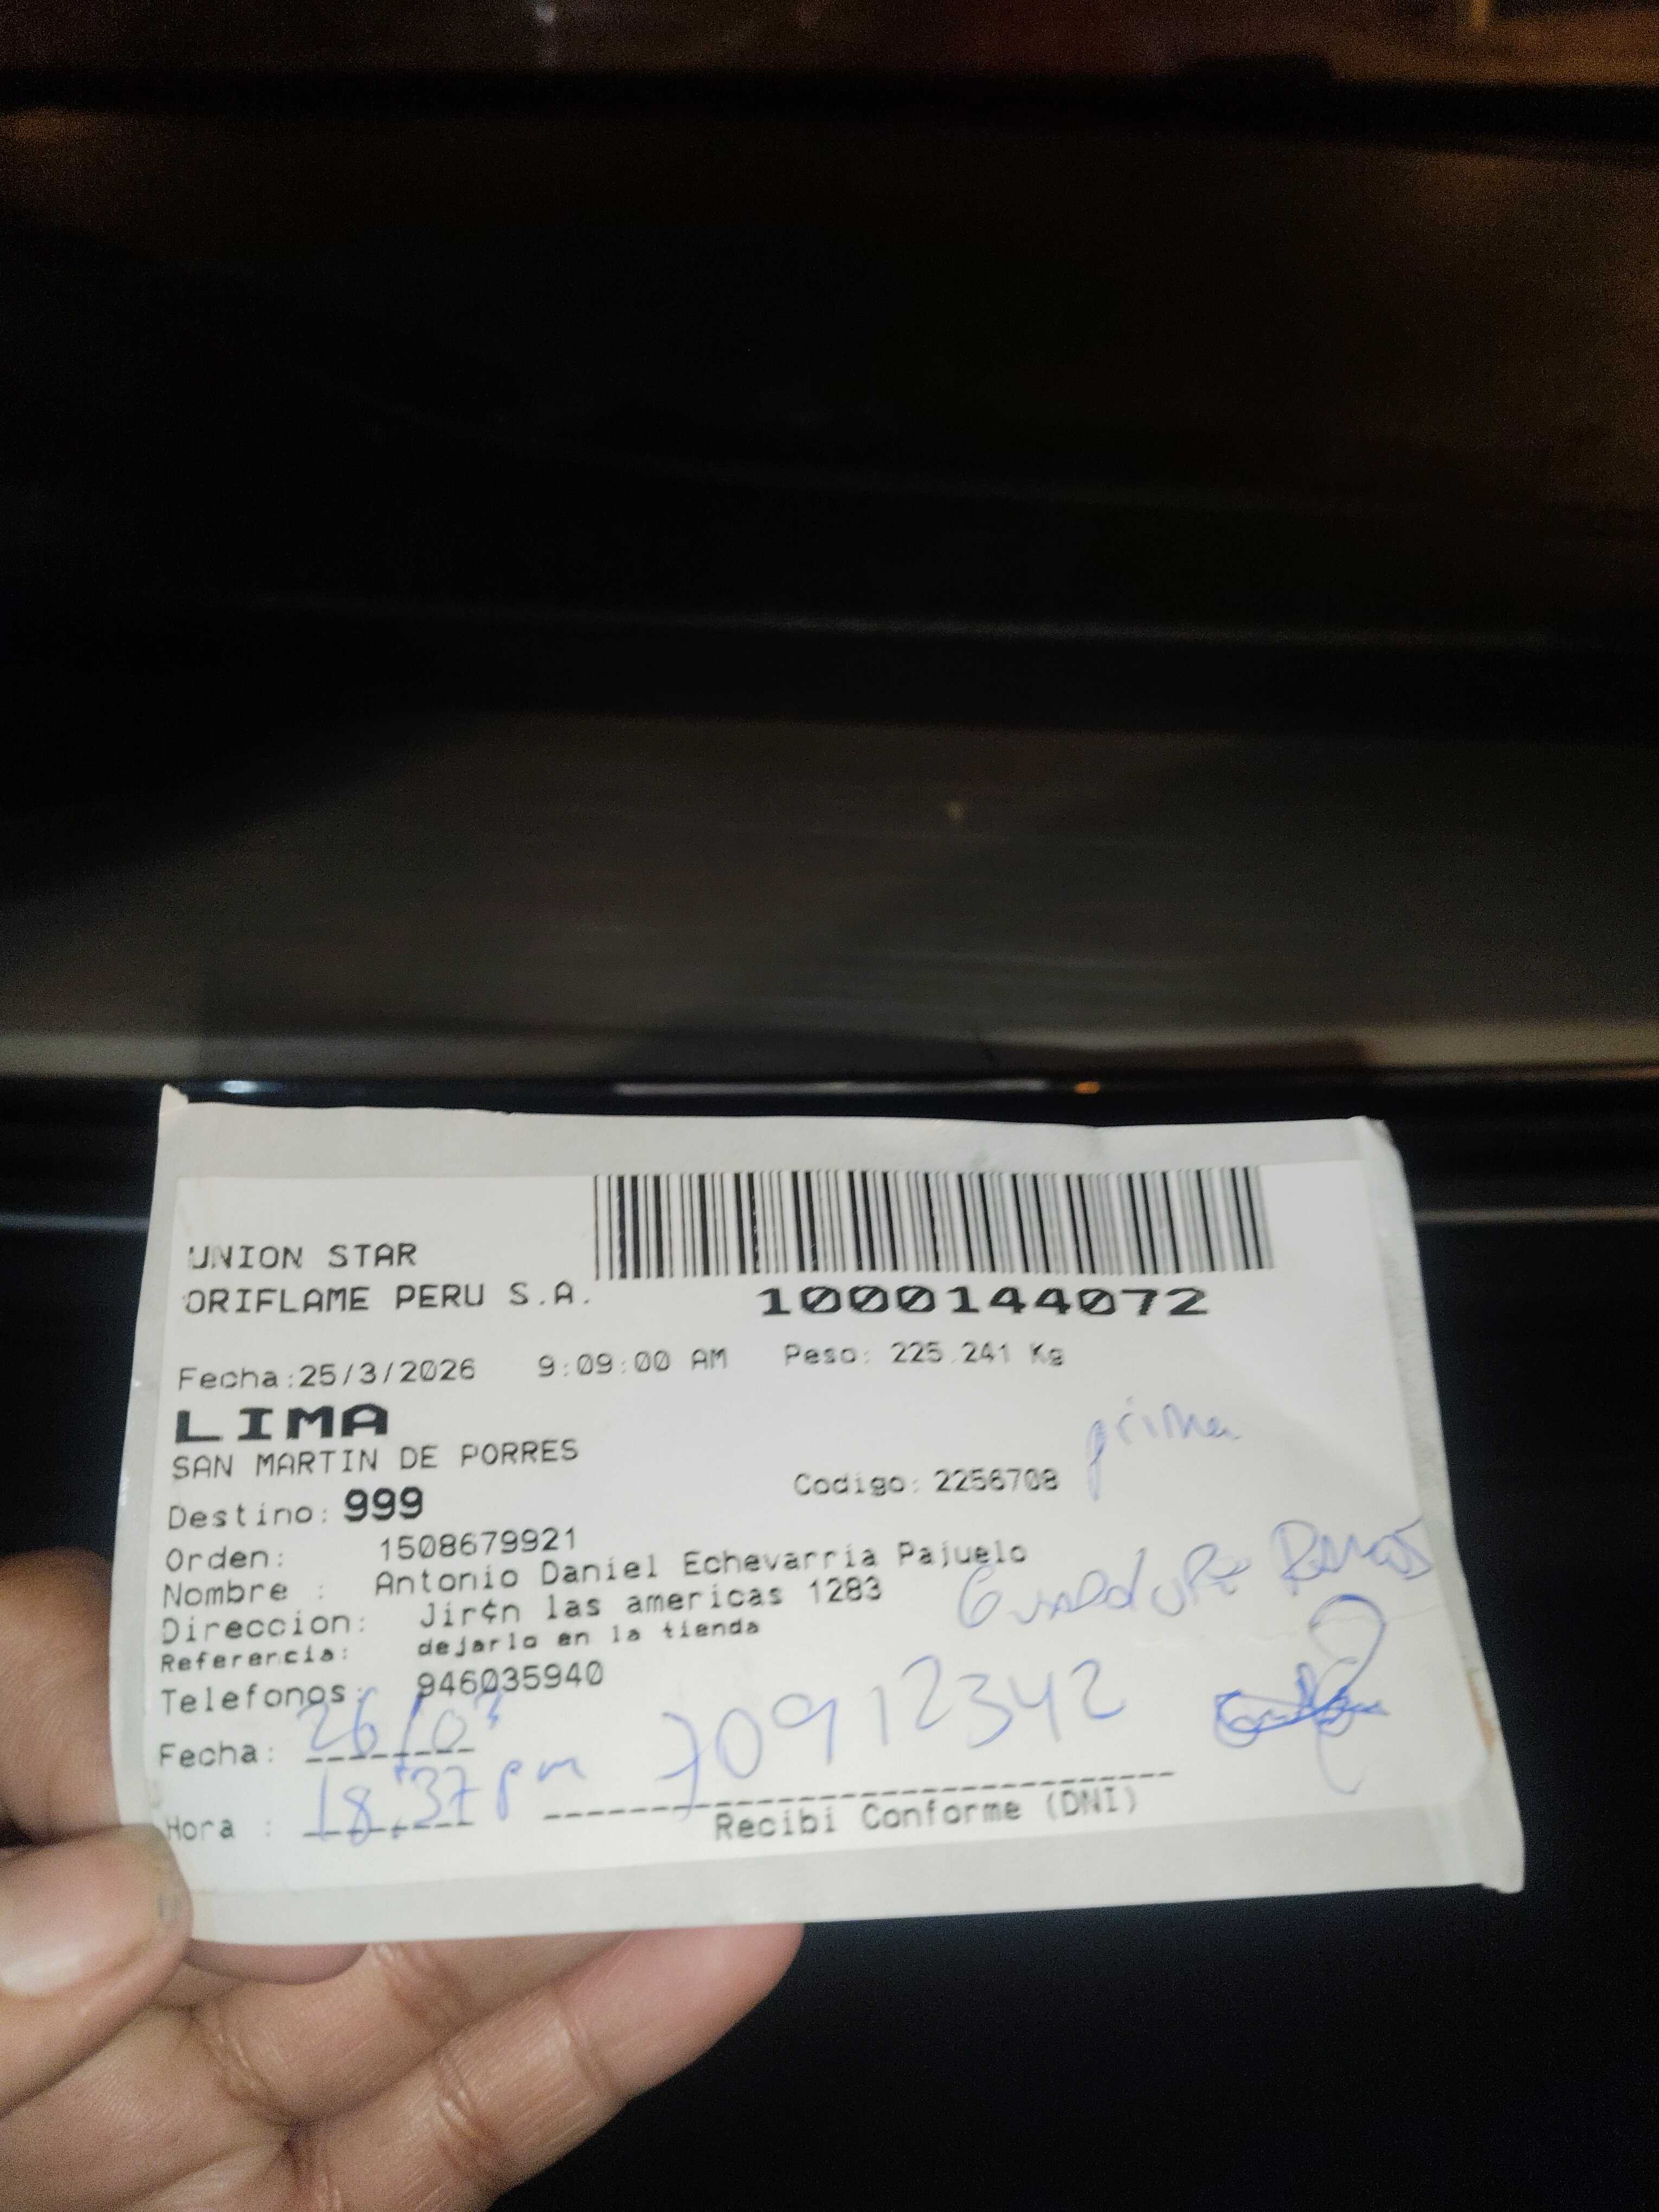 UNION STAR
ORIFLAME PERU S.A.
1000144072
Fecha:25/3/2026 9:09:00 AM Peso: 225.241 Kg
LIMA
SAN MARTIN DE PORRES
prima
Destino: 999 Codigo: 2256708
Orden: 1508679921
Nombre : Antonio Daniel Echevarria Pajuelo
Direccion: Jir¢n las americas 1283
Referencia: dejarlo en la tienda
Telefonos: 946035940
Fecha: 26/03
70912342
Hora : 18:37 pm
Recibi Conforme (DNI)